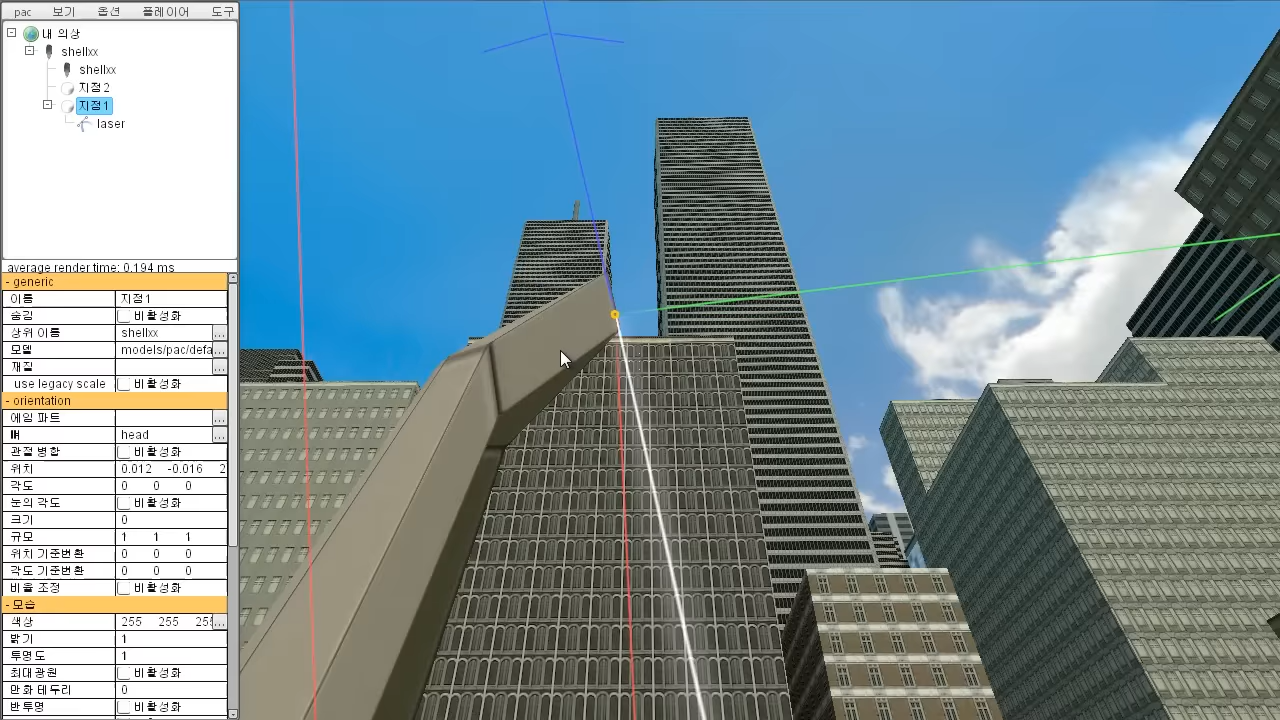 pac 보기 옵션 플레이어 도구
내 의상
shellxx
shellxx
지점2
지점1
laser
average render time: 0.194 ms
- generic
이름 지점1
비활성화
shellxx ...
모델 models/pac/defa ...
재질 ...
use legacy scale 비활성화
- orientation
에임 파트 ...
뼈 head ...
관절 병합 비활성화
위치 0.012 -0.016 2
각도 0 0 0
눈의 각도 비활성화
크기 0
규모 1 1 1
위치 기준변환 0 0 0
각도 기준변환 0 0 0
비율 조정 비활성화
- 모습
색상 255 255 255 ...
밝기 1
투명도 1
최대광원 비활성화
만화 테두리 0
반투명 비활성화